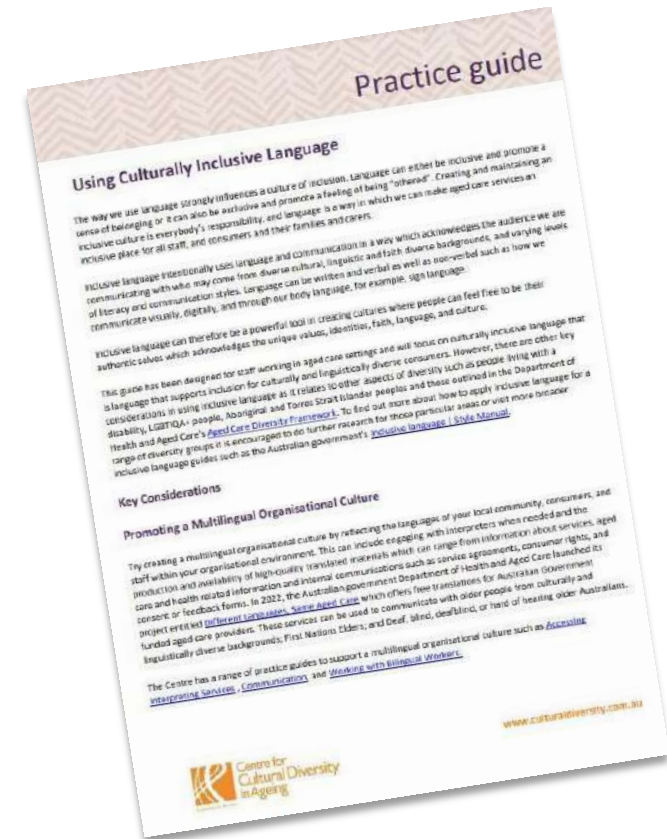 Practice guide
Using Culturally Inclusive Language
The way we use language strongly influences a culture of inclusion. Language can either be inclusive and promote a
sense of belonging or it can also be exclusive and promote a feeling of being "othered". Creating and maintaining an
inclusive culture is everybody's responsibility, and language is a way in which we can make aged care services an
inclusive place for all staff, and consumers and their families and carers.
Inclusive language intentionally uses language and communication in a way which acknowledges the audience we are
communicating with who may come from diverse cultural, linguistic and faith diverse backgrounds, and varying levels
of literacy and communication styles. Language can be written and verbal as well as non-verbal such as how we
communicate visually, digitally, and through our body language, for example, sign language.
Inclusive language can therefore be a powerful tool in creating cultures where people can feel free to be their
authentic selves which acknowledges the unique values, identities, faith, language, and culture.
This guide has been designed for staff working in aged care settings and will focus on culturally inclusive language that
is language that supports inclusion for culturally and linguistically diverse consumers. However, there are other key
considerations in using inclusive language as it relates to other aspects of diversity such as people living with a
disability, LGBTIQA+ people, Aboriginal and Torres Strait Islander peoples and those outlined in the Department of
Health and Aged Care's Aged Care Diversity Framework. To find out more about how to apply inclusive language for a
range of diversity groups it is encouraged to do further research for those particular areas or visit more broader
inclusive language guides such as the Australian government's Inclusive language | Style Manual.
Key Considerations
Promoting a Multilingual Organisational Culture
Try creating a multilingual organisational culture by reflecting the languages of your local community, consumers, and
staff within your organisational environment. This can include engaging with interpreters when needed and the
production and availability of high-quality translated materials which can range from information about services, aged
care and health related information and internal communications such as service agreements, consumer rights, and
consent or feedback forms. In 2022, the Australian government Department of Health and Aged Care launched its
project entitled Different Languages, Same Aged Care which offers free translations for Australian Government
funded aged care providers. These services can be used to communicate with older people from culturally and
linguistically diverse backgrounds; First Nations Elders; and Deaf, blind, deafblind, or hard of hearing older Australians.
The Centre has a range of practice guides to support a multilingual organisational culture such as Accessing
Interpreting Services, Communication, and Working with Bilingual Workers.
www.culturaldiversity.com.au
Centre for
Cultural Diversity
in Ageing